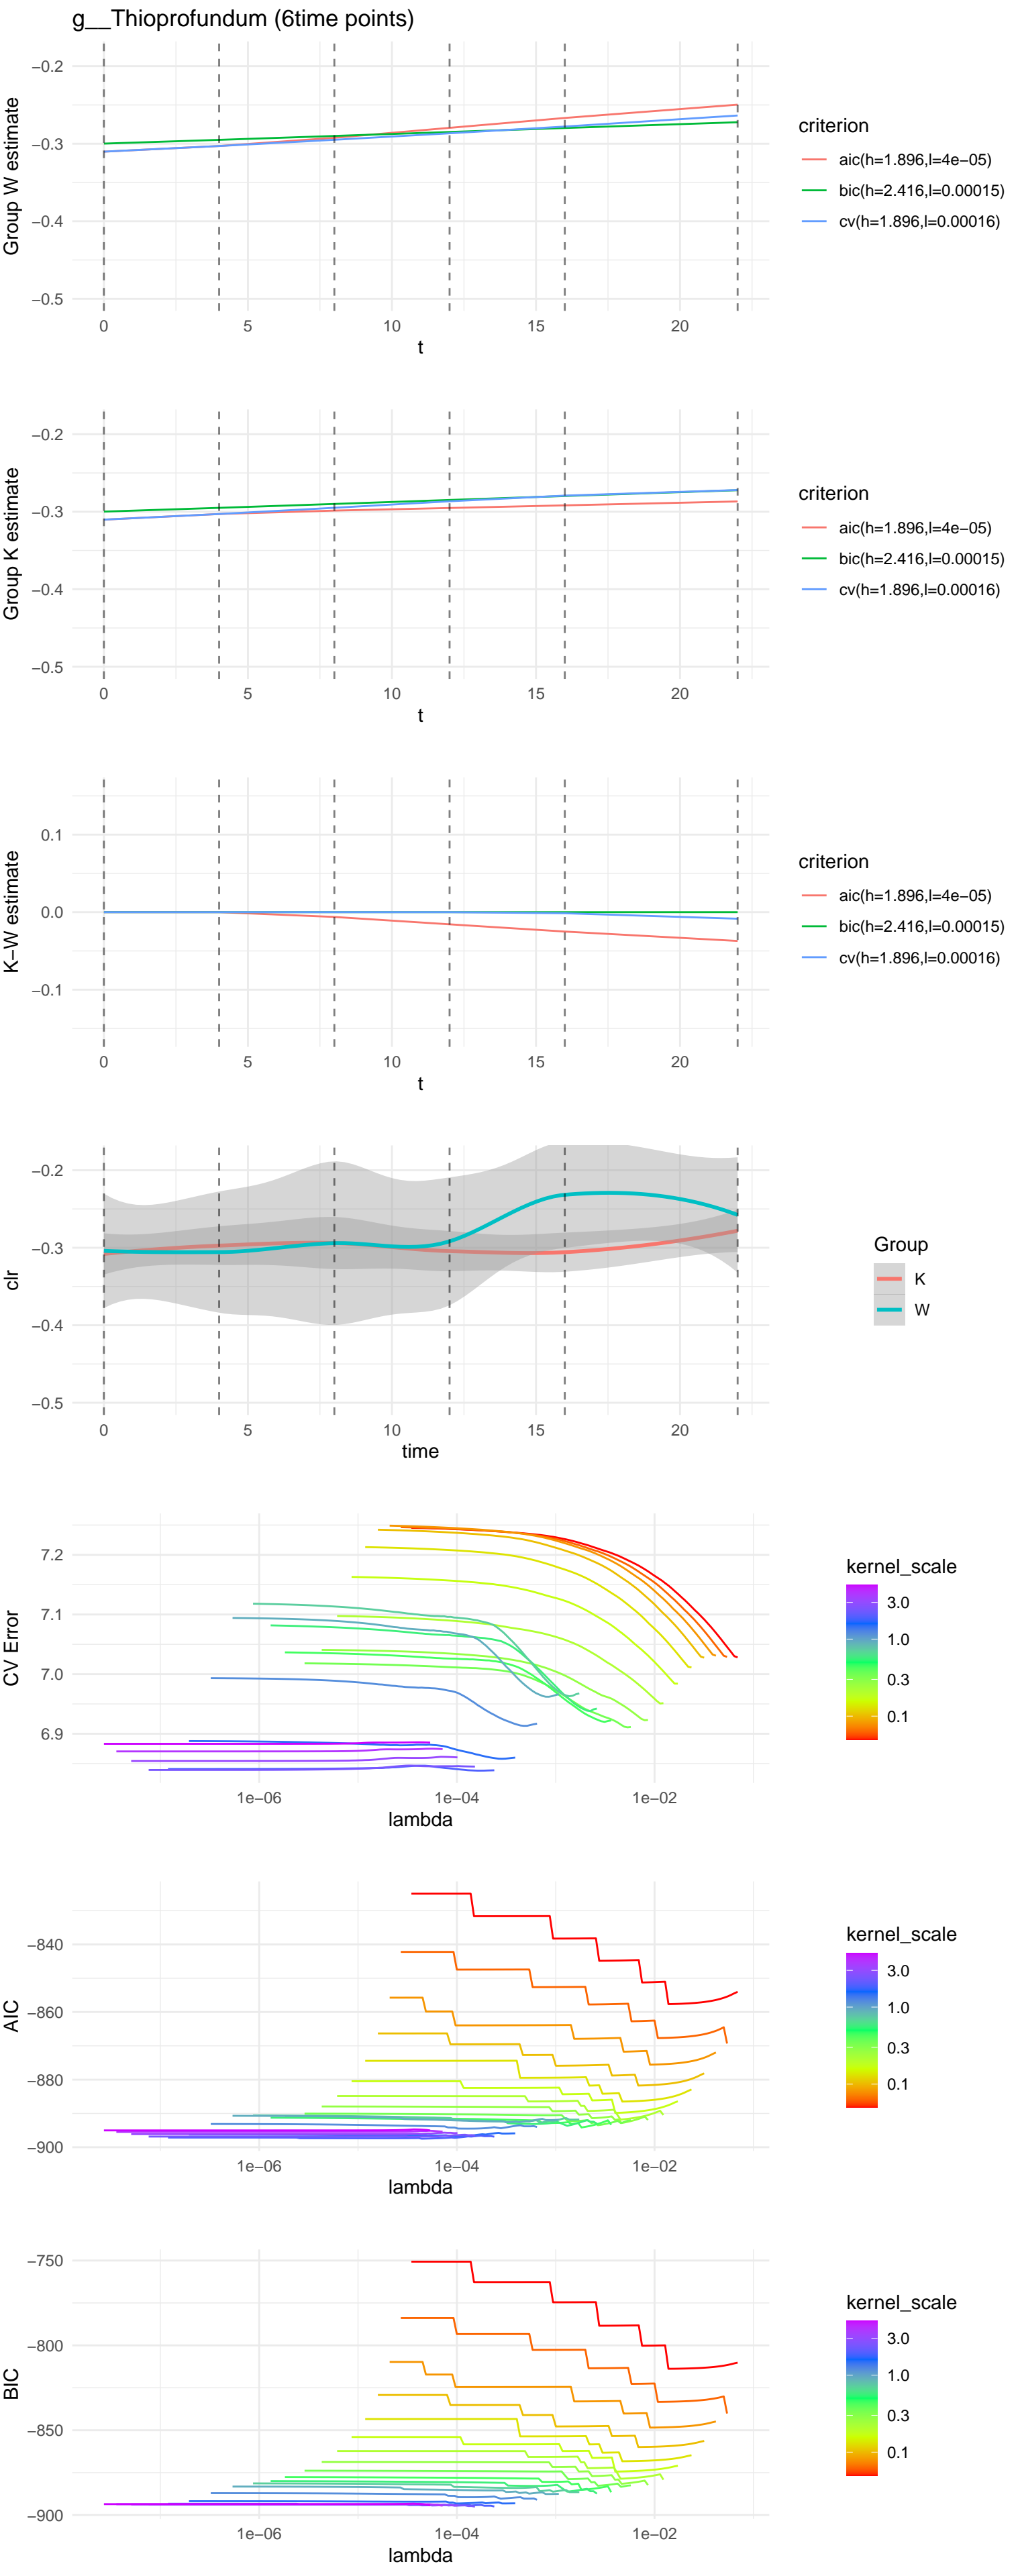 g__Thioprofundum (6time points)
−0.2
−0.3
−0.4
−0.5
Group W estimate
0 5 10 15 20
t
criterion
aic(h=1.896,l=4e−05)
bic(h=2.416,l=0.00015)
cv(h=1.896,l=0.00016)
−0.2
−0.3
−0.4
−0.5
Group K estimate
0 5 10 15 20
t
criterion
aic(h=1.896,l=4e−05)
bic(h=2.416,l=0.00015)
cv(h=1.896,l=0.00016)
0.1
0.0
−0.1
K−W estimate
0 5 10 15 20
t
criterion
aic(h=1.896,l=4e−05)
bic(h=2.416,l=0.00015)
cv(h=1.896,l=0.00016)
−0.2
−0.3
−0.4
−0.5
clr
0 5 10 15 20
time
Group
K
W
7.2
7.1
7.0
6.9
CV Error
1e−06 1e−04 1e−02
lambda
kernel_scale
3.0
1.0
0.3
0.1
−840
−860
−880
−900
AIC
1e−06 1e−04 1e−02
lambda
kernel_scale
3.0
1.0
0.3
0.1
−750
−800
−850
−900
BIC
1e−06 1e−04 1e−02
lambda
kernel_scale
3.0
1.0
0.3
0.1